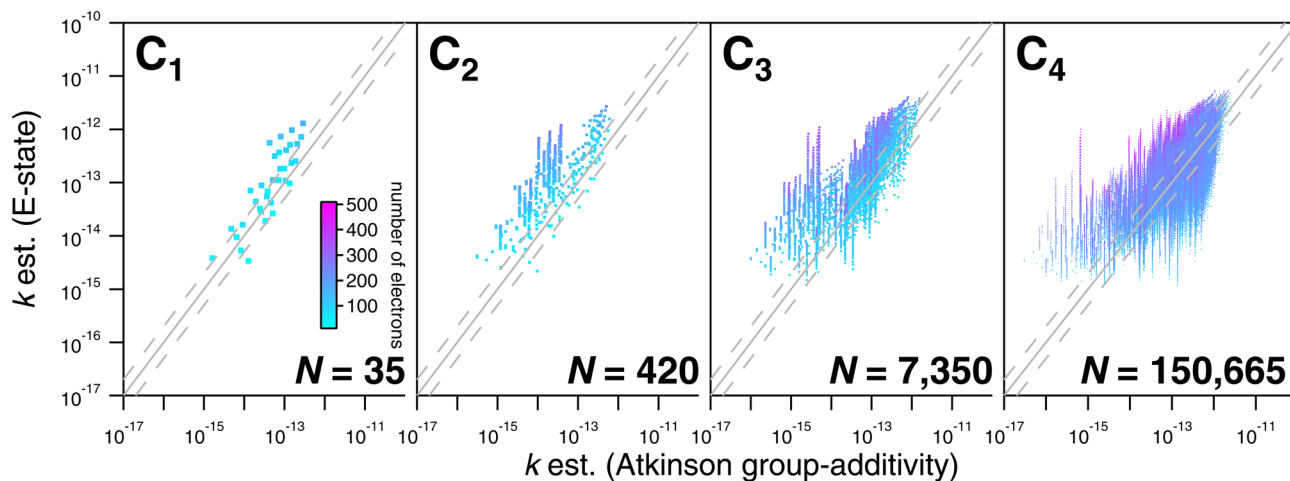 C₁
C₂
C₃
C₄
10⁻¹⁰
10⁻¹¹
10⁻¹²
10⁻¹³
10⁻¹⁴
10⁻¹⁵
10⁻¹⁶
10⁻¹⁷
k est. (E-state)
500
400
300
200
100
number of electrons
N = 35
N = 420
N = 7,350
N = 150,665
10⁻¹⁷ 10⁻¹⁵ 10⁻¹³ 10⁻¹¹
10⁻¹⁷ 10⁻¹⁵ 10⁻¹³ 10⁻¹¹
10⁻¹⁷ 10⁻¹⁵ 10⁻¹³ 10⁻¹¹
10⁻¹⁷ 10⁻¹⁵ 10⁻¹³ 10⁻¹¹
k est. (Atkinson group-additivity)